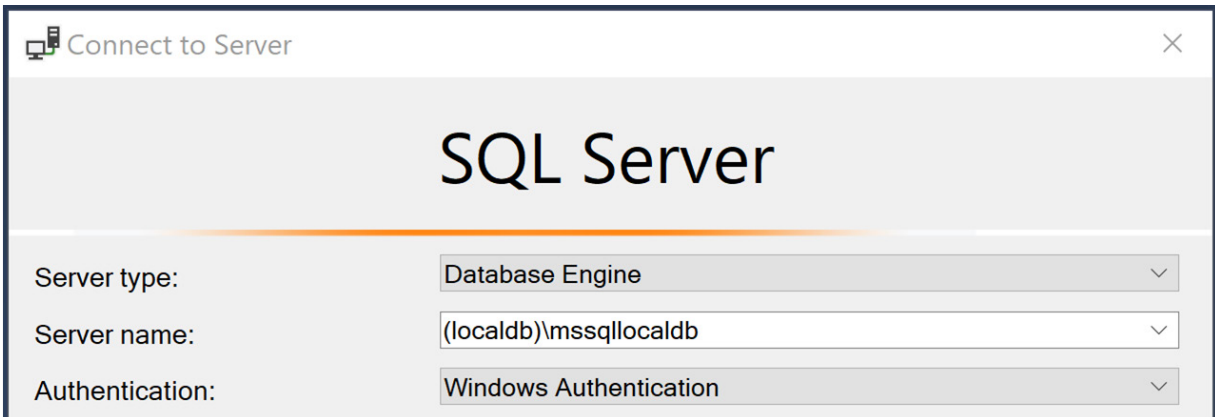 Connect to Server
SQL Server
Server type: Database Engine
Server name: (localdb)\mssqllocaldb
Authentication: Windows Authentication